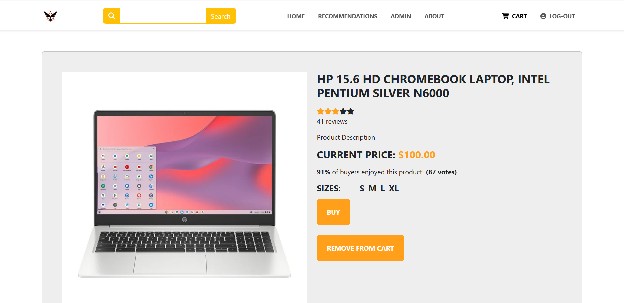 Search
HOME
RECOMMENDATIONS
ADMIN
ABOUT
CART
LOG-OUT
HP 15.6 HD CHROMEBOOK LAPTOP, INTEL
PENTIUM SILVER N6000
41 reviews
Product Description
CURRENT PRICE: $100.00
91% of buyers enjoyed this product! (87 votes)
SIZES: S M L XL
BUY
REMOVE FROM CART